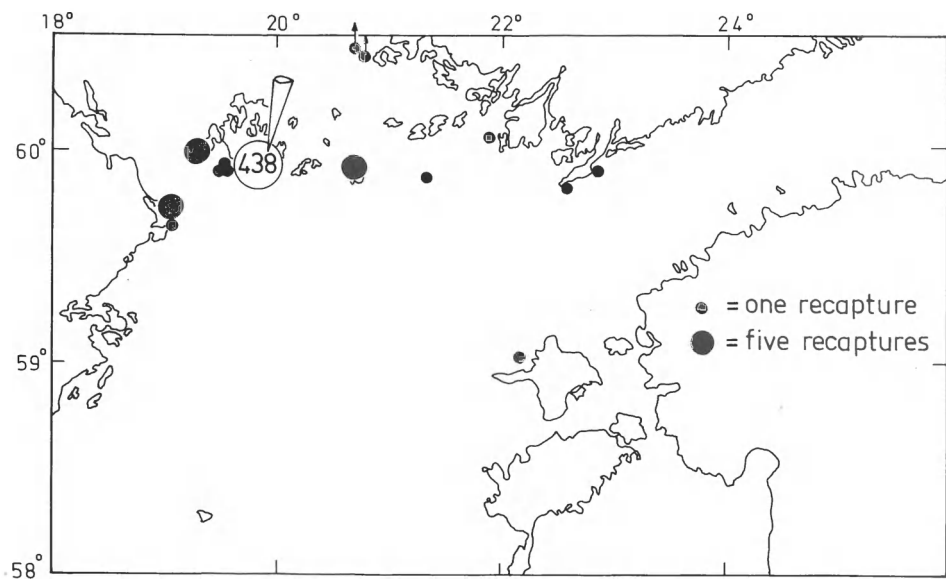 18° 20° 22° 24°
60°
438
= one recapture
= five recaptures
59°
58°